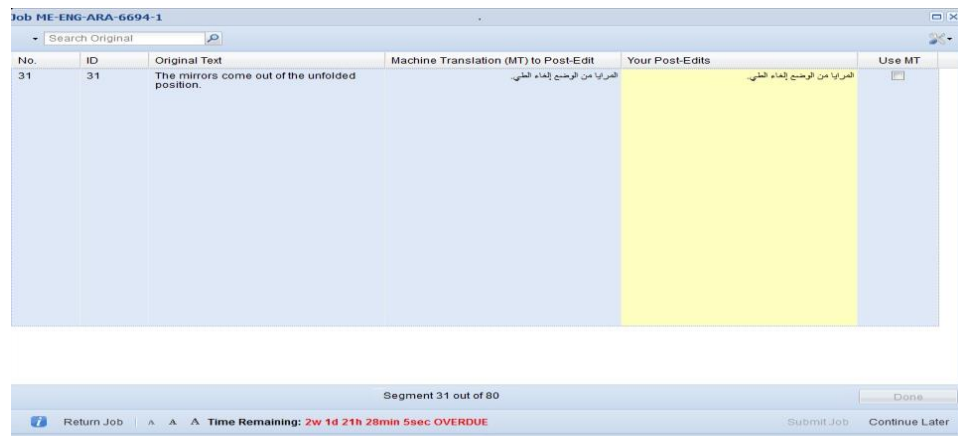 Job ME-ENG-ARA-6694-1
Search Original
No. ID Original Text Machine Translation (MT) to Post-Edit Your Post-Edits Use MT
31 31 The mirrors come out of the unfolded position. المرايا من الوضع إلغاء الطي. المرايا من الوضع إلغاء الطي.
Segment 31 out of 80 Done
Return Job A A A Time Remaining: 2w 1d 21h 28min 5sec OVERDUE Submit Job Continue Later